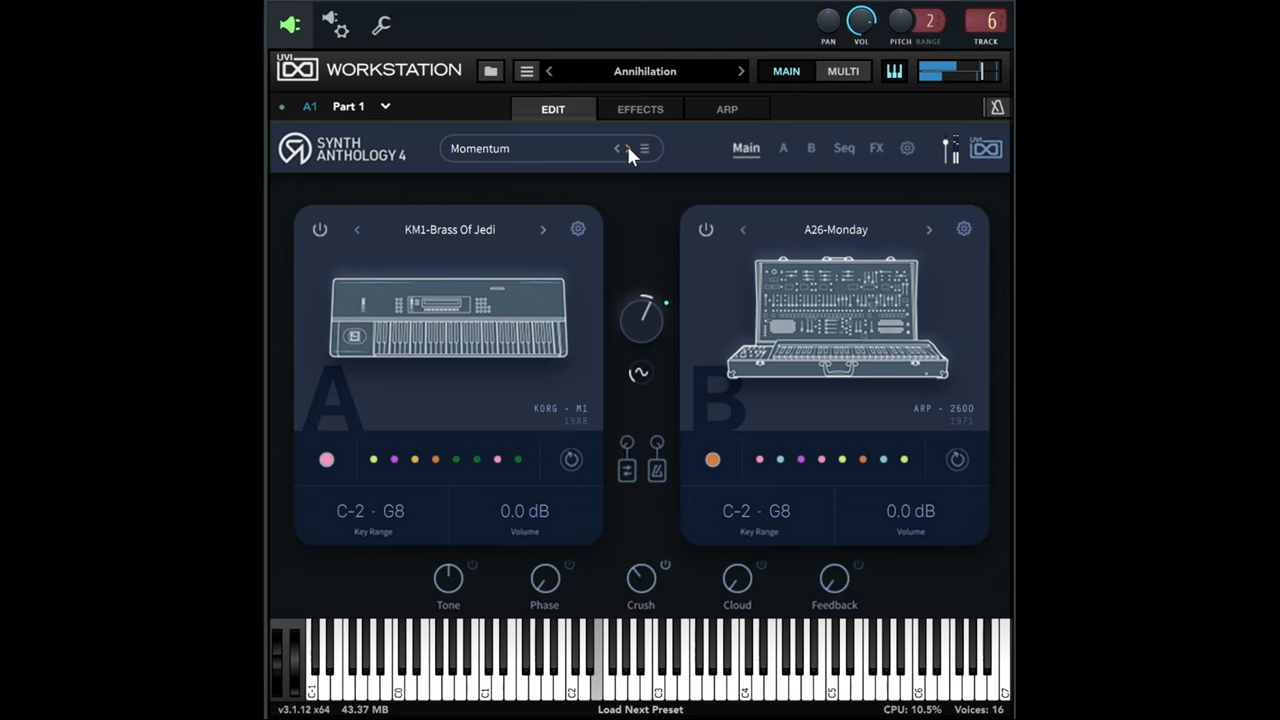 2
6
PAN
VOL
PITCH RANGE
TRACK
UVI WORKSTATION
Annihilation
MAIN
MULTI
A1 Part 1
EDIT
EFFECTS
ARP
SYNTH
ANTHOLOGY 4
Momentum
Main
A
B
Seq
FX
KM1-Brass Of Jedi
A26-Monday
A
B
KORG - M1
1988
ARP - 2600
1971
C-2 - G8
0.0 dB
Key Range
Volume
C-2 - G8
0.0 dB
Key Range
Volume
Tone
Phase
Crush
Cloud
Feedback
C-1
C0
C1
C2
C3
C4
C5
C6
C7
v3.1.12 x64
43.37 MB
Load Next Preset
CPU: 10.5%
Voices: 16